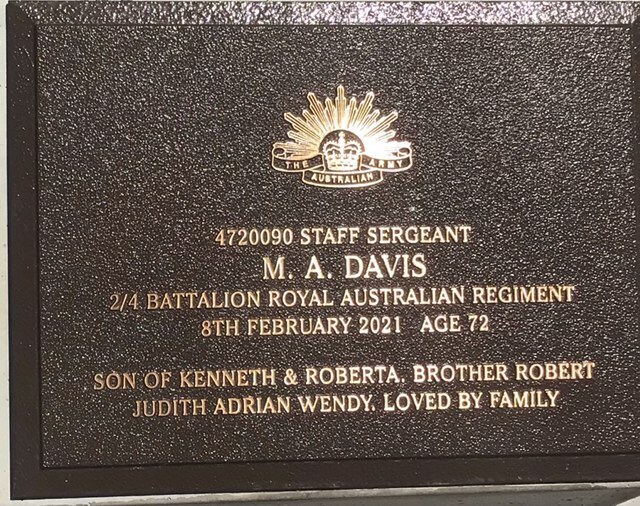 THE AUSTRALIAN ARMY
4720090 STAFF SERGEANT
M. A. DAVIS
2/4 BATTALION ROYAL AUSTRALIAN REGIMENT
8TH FEBRUARY 2021 AGE 72
SON OF KENNETH & ROBERTA. BROTHER ROBERT
JUDITH ADRIAN WENDY. LOVED BY FAMILY